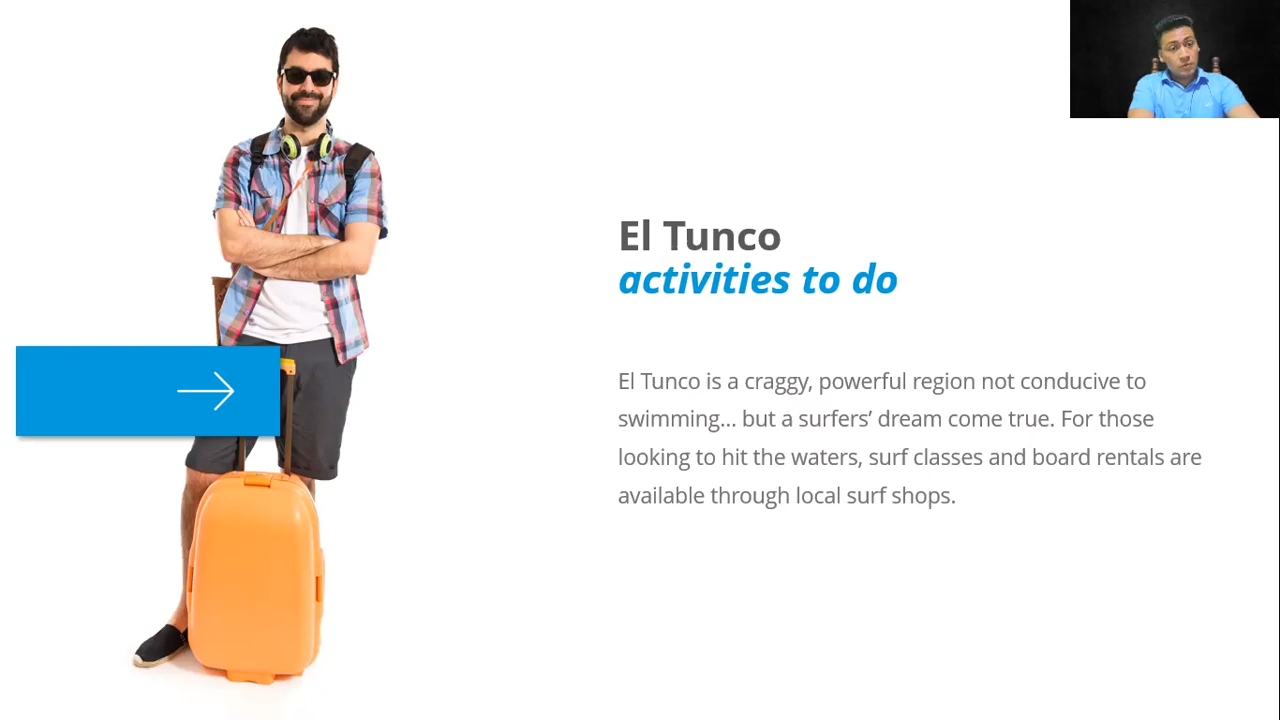 El Tunco
activities to do
El Tunco is a craggy, powerful region not conducive to
swimming... but a surfers’ dream come true. For those
looking to hit the waters, surf classes and board rentals are
available through local surf shops.